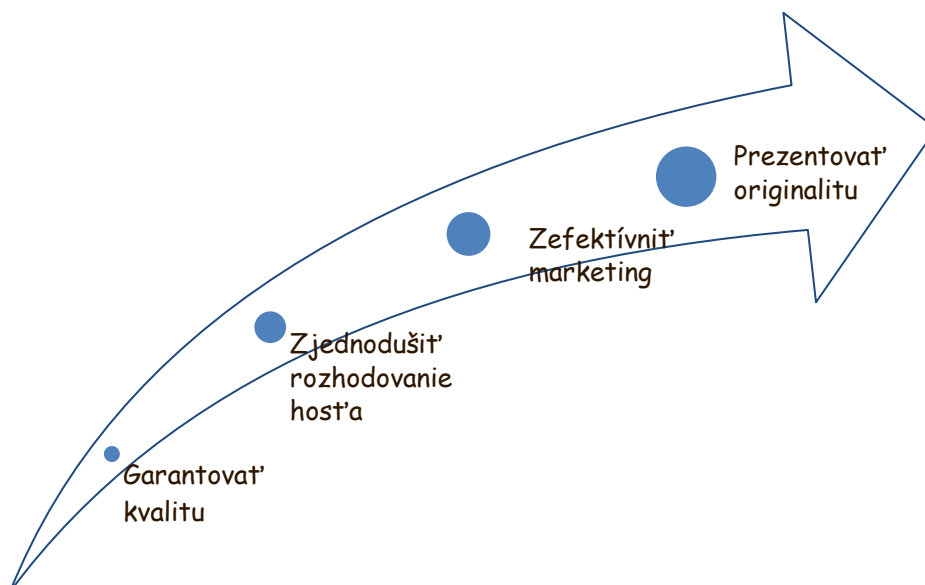 Prezentovať
originalitu
Zefektívniť
marketing
Zjednodušiť
rozhodovanie
hosťa
Garantovať
kvalitu